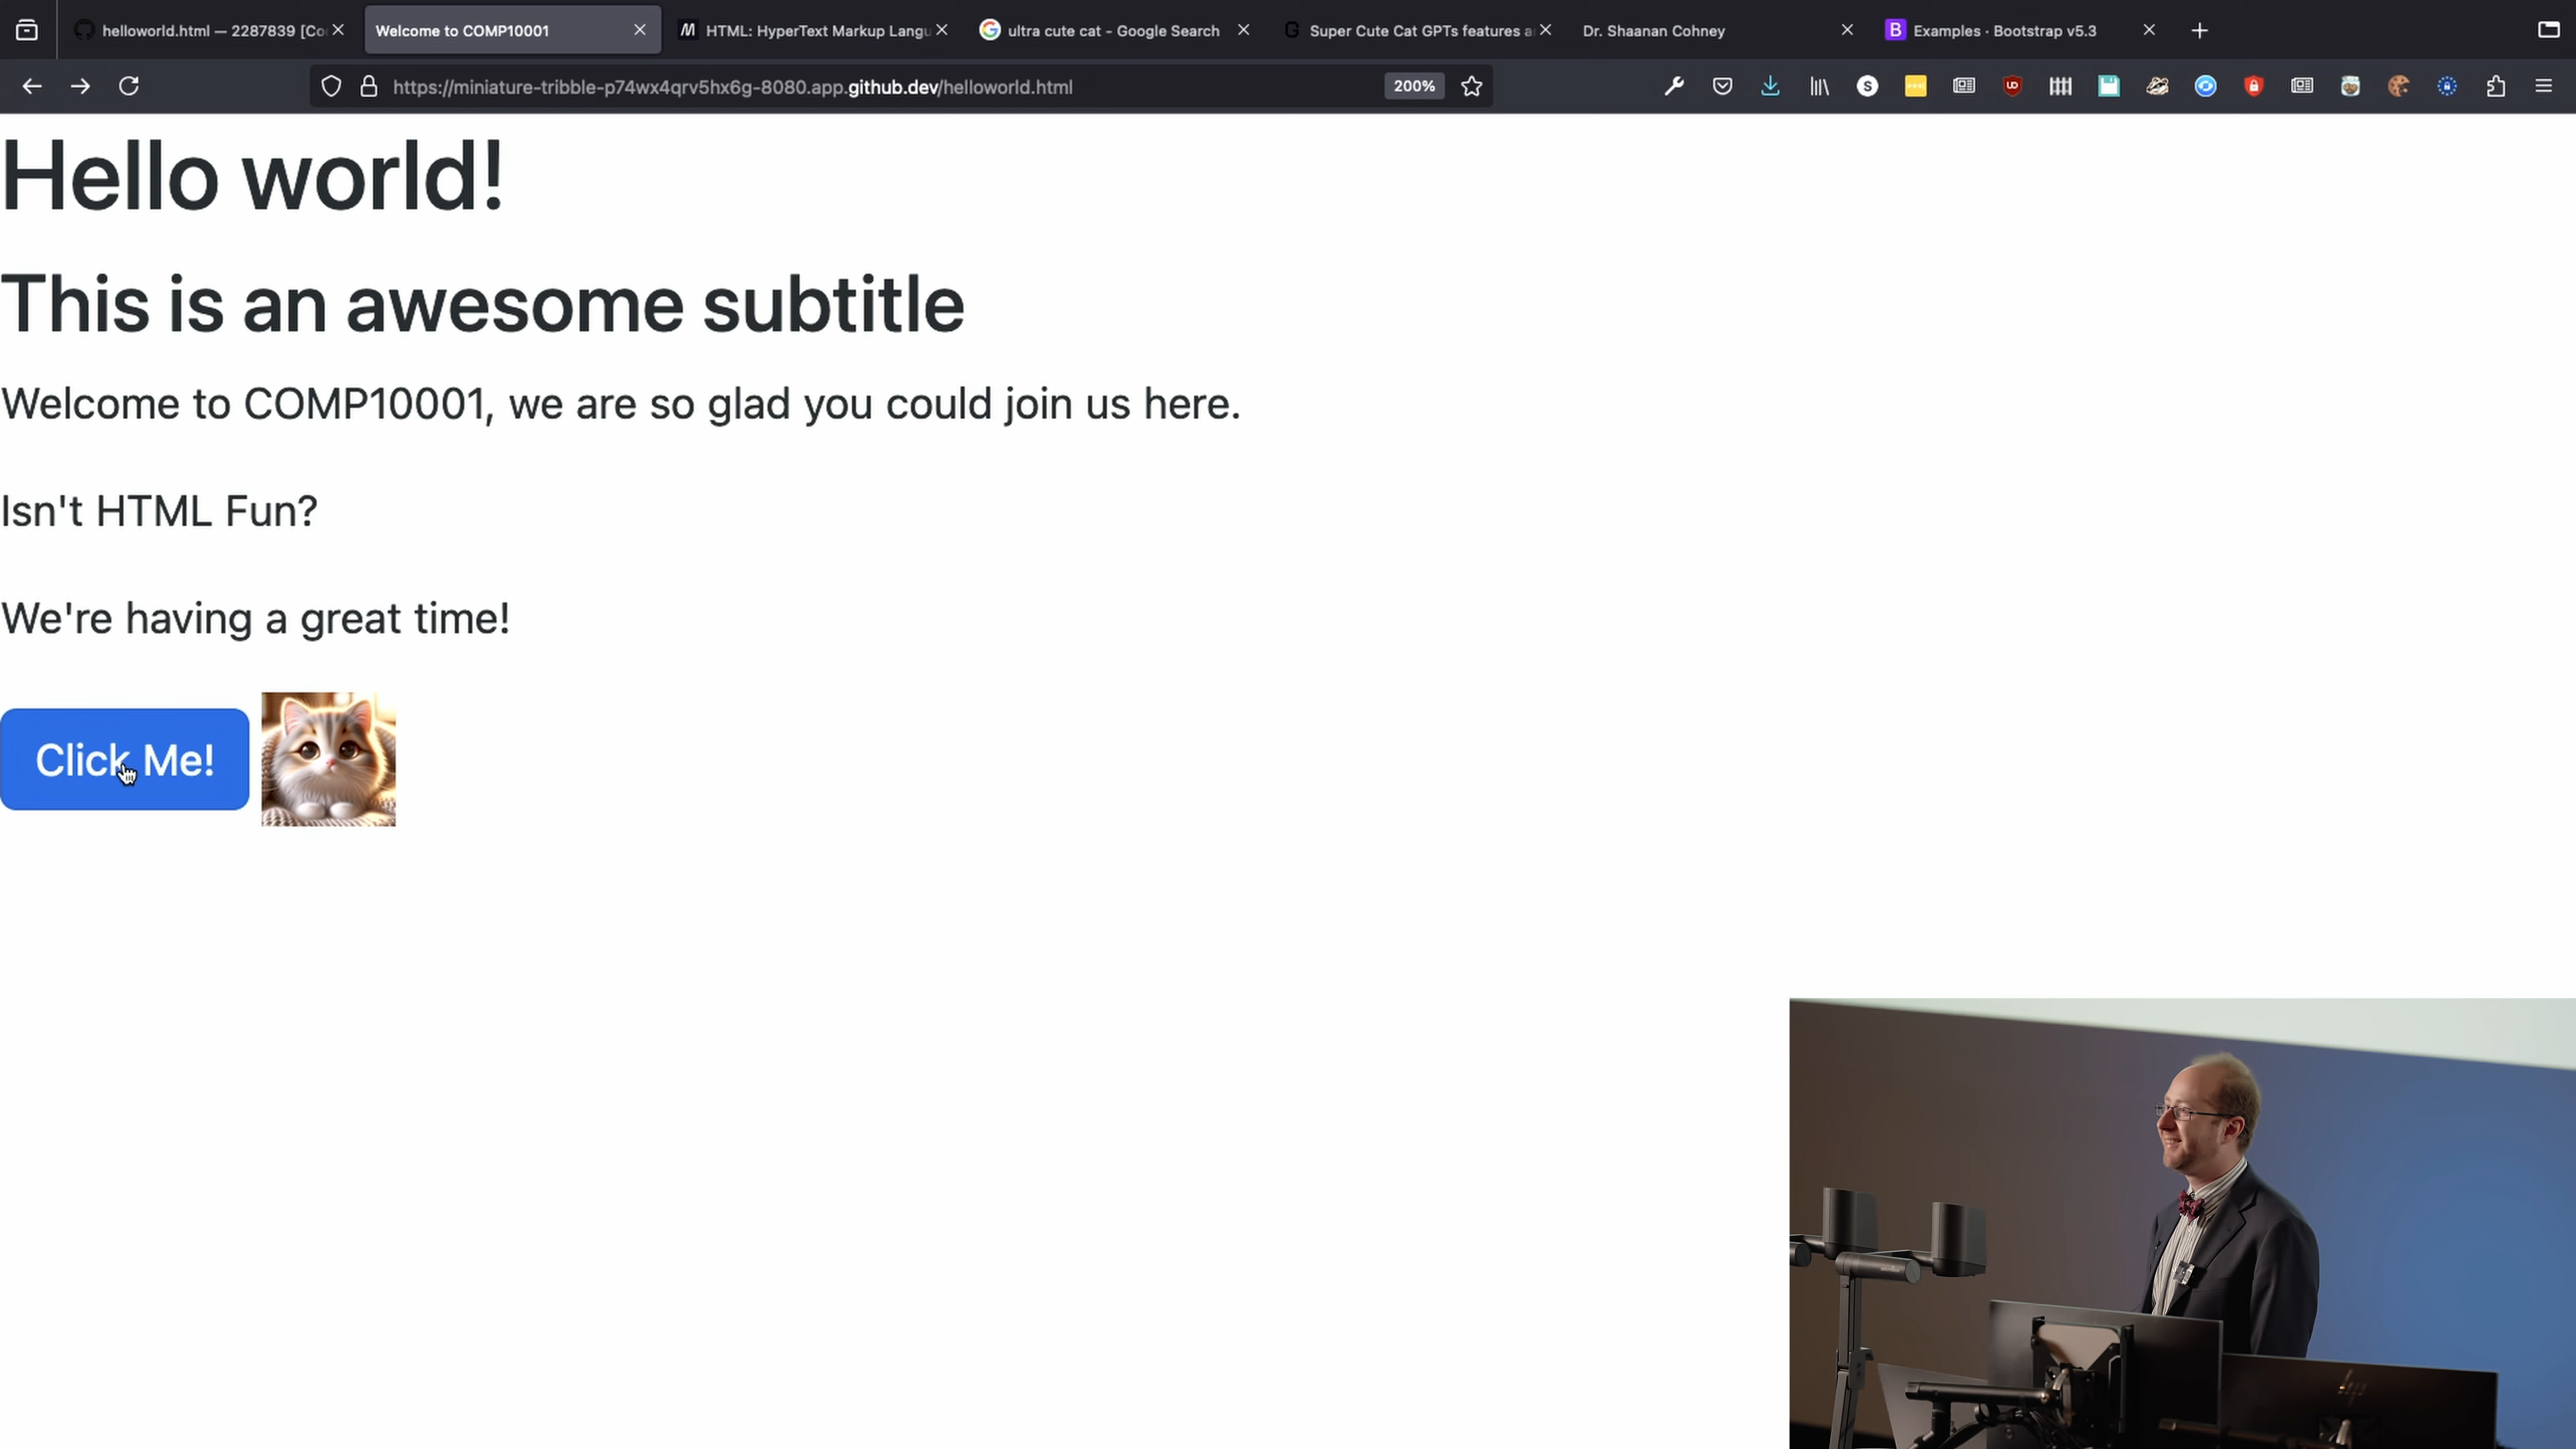 helloworld.html — 2287839 [Co
Welcome to COMP10001
HTML: HyperText Markup Langu
ultra cute cat - Google Search
Super Cute Cat GPTs features a
Dr. Shaanan Cohney
Examples · Bootstrap v5.3
https://miniature-tribble-p74wx4qrv5hx6g-8080.app.github.dev/helloworld.html
200%
Hello world!
This is an awesome subtitle
Welcome to COMP10001, we are so glad you could join us here.
Isn't HTML Fun?
We're having a great time!
Click Me!